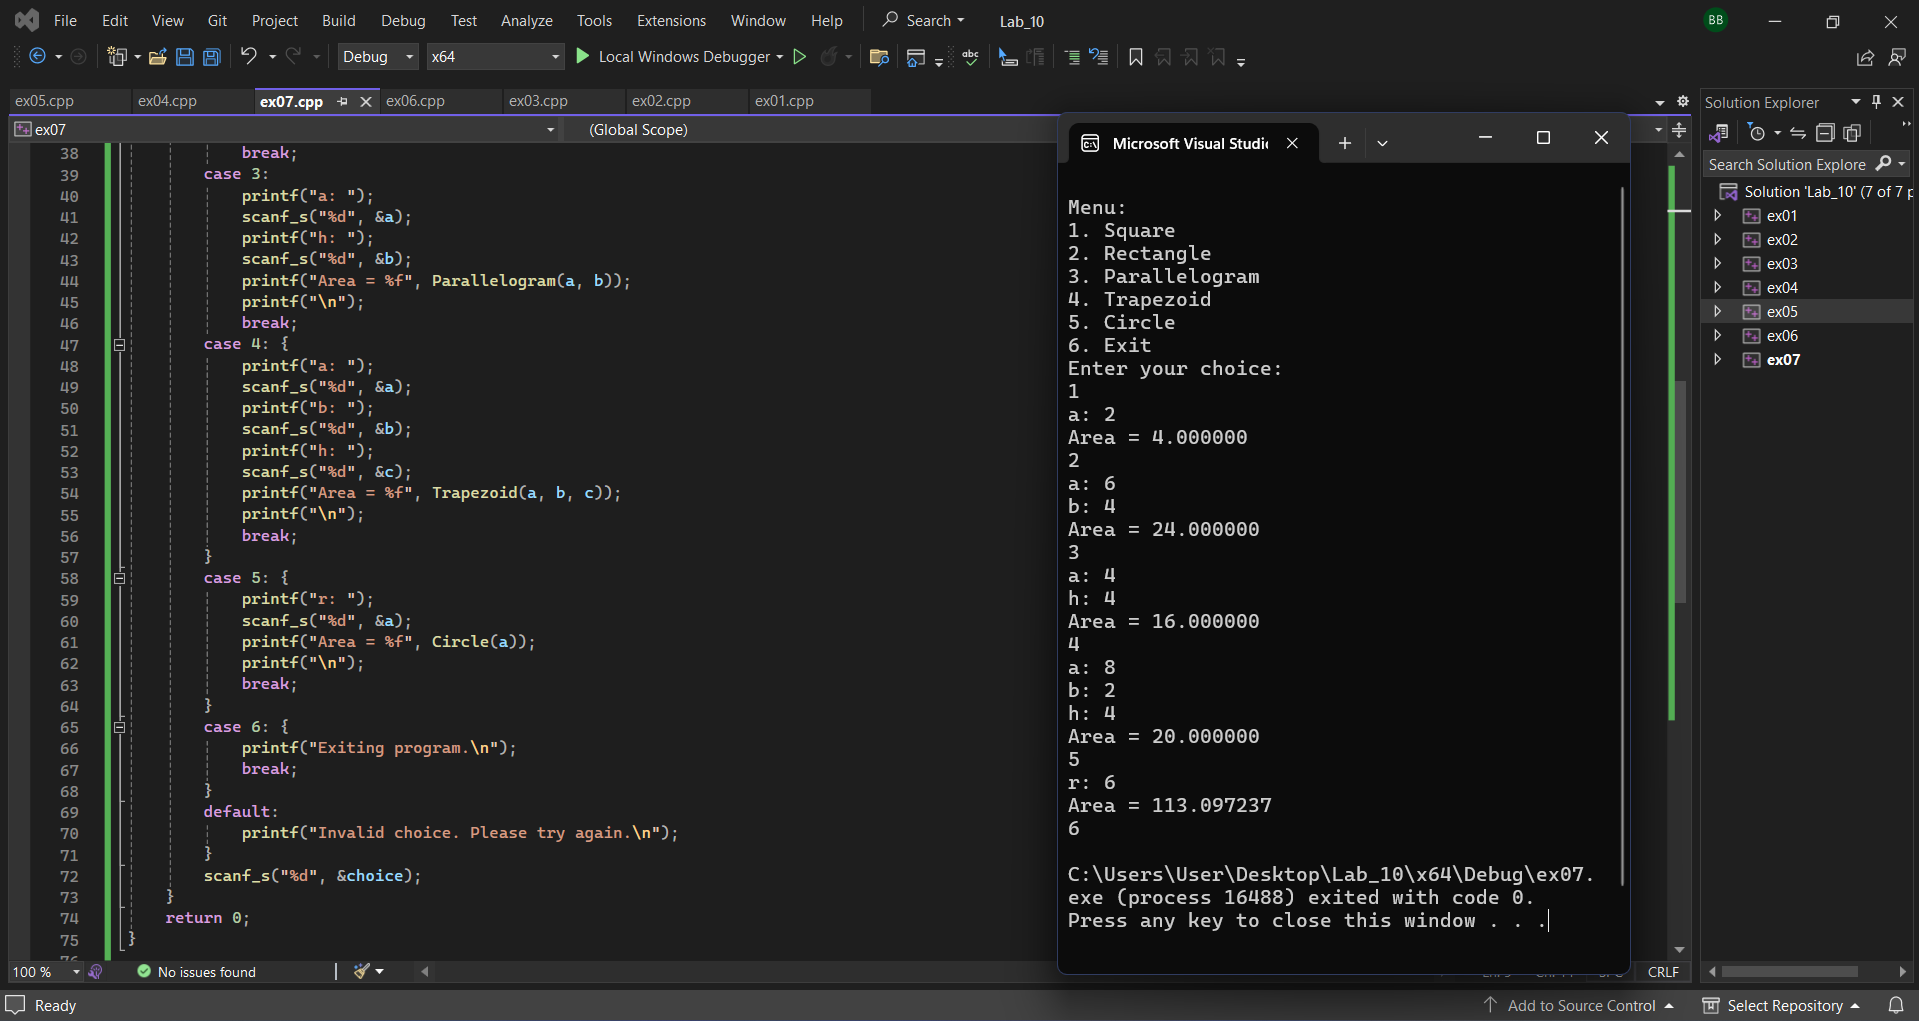 File Edit View Git Project Build Debug Test Analyze Tools Extensions Window Help Search Lab_10 BB
Debug x64 Local Windows Debugger abc
ex05.cpp ex04.cpp ex07.cpp ex06.cpp ex03.cpp ex02.cpp ex01.cpp
ex07 (Global Scope)
38 break;
39 case 3:
40 printf("a: ");
41 scanf_s("%d", &a);
42 printf("h: ");
43 scanf_s("%d", &b);
44 printf("Area = %f", Parallelogram(a, b));
45 printf("\n");
46 break;
47 case 4: {
48 printf("a: ");
49 scanf_s("%d", &a);
50 printf("b: ");
51 scanf_s("%d", &b);
52 printf("h: ");
53 scanf_s("%d", &c);
54 printf("Area = %f", Trapezoid(a, b, c));
55 printf("\n");
56 break;
57 }
58 case 5: {
59 printf("r: ");
60 scanf_s("%d", &a);
61 printf("Area = %f", Circle(a));
62 printf("\n");
63 break;
64 }
65 case 6: {
66 printf("Exiting program.\n");
67 break;
68 }
69 default:
70 printf("Invalid choice. Please try again.\n");
71 }
72 scanf_s("%d", &choice);
73 }
74 return 0;
75 }
100 % No issues found
CRLF
Microsoft Visual Studi
Menu:
1. Square
2. Rectangle
3. Parallelogram
4. Trapezoid
5. Circle
6. Exit
Enter your choice:
1
a: 2
Area = 4.000000
2
a: 6
b: 4
Area = 24.000000
3
a: 4
h: 4
Area = 16.000000
4
a: 8
b: 2
h: 4
Area = 20.000000
5
r: 6
Area = 113.097237
6
C:\Users\User\Desktop\Lab_10\x64\Debug\ex07.
exe (process 16488) exited with code 0.
Press any key to close this window . . .
Solution Explorer
Search Solution Explore
Solution 'Lab_10' (7 of 7 p
ex01
ex02
ex03
ex04
ex05
ex06
ex07
Ready Add to Source Control Select Repository